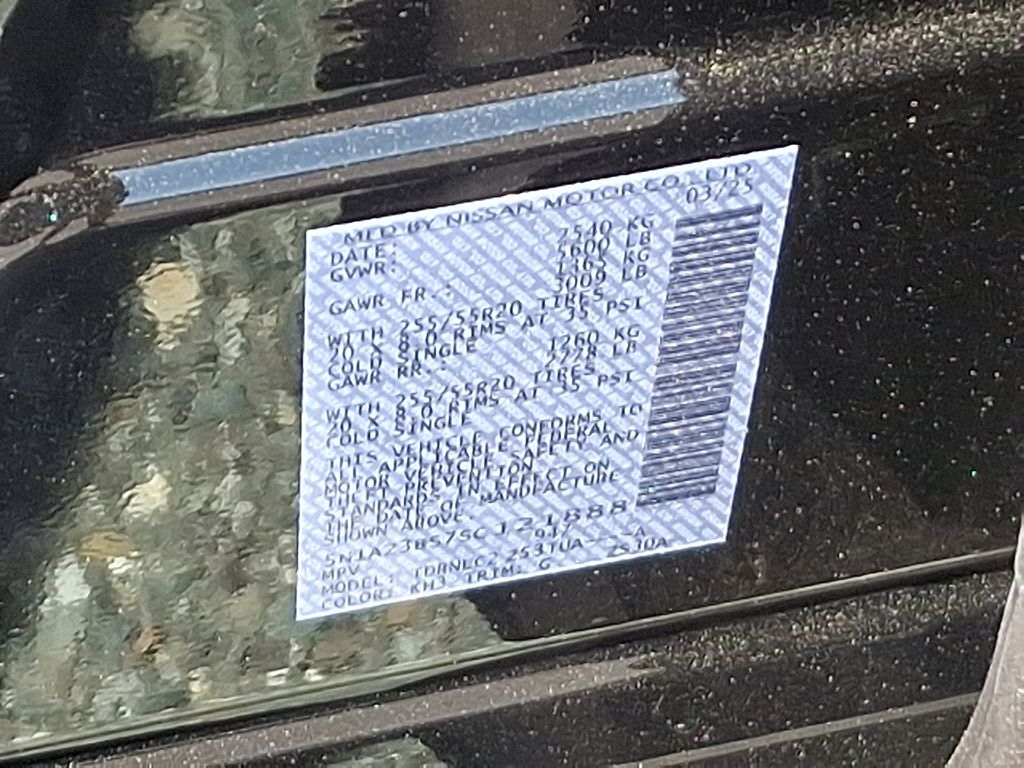 MFD BY NISSAN MOTOR CO., LTD.
DATE: 03/25
GVWR: 2540 KG
5600 LB
GAWR FR.: 1365 KG
3009 LB
WITH 255/55R20 TIRES
20 X 8.0 RIMS AT 35 PSI
COLD SINGLE
GAWR RR.: 1260 KG
2778 LB
WITH 255/55R20 TIRES
20 X 8.0 RIMS AT 35 PSI
COLD SINGLE
THIS VEHICLE CONFORMS TO
ALL APPLICABLE FEDERAL
MOTOR VEHICLE SAFETY AND
THEFT PREVENTION
STANDARDS IN EFFECT ON
THE DATE OF MANUFACTURE
SHOWN ABOVE.
MPV
MODEL:
COLOR: KH3 TRIM: G